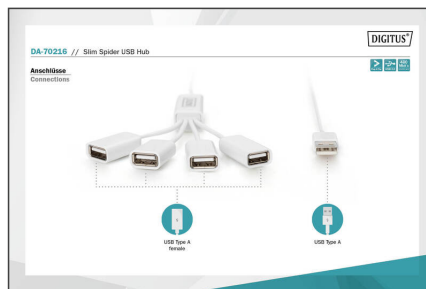 DIGITUS®
DA-70216 // Slim Spider USB Hub
Anschlüsse
Connections
USB Type A
female
USB Type A